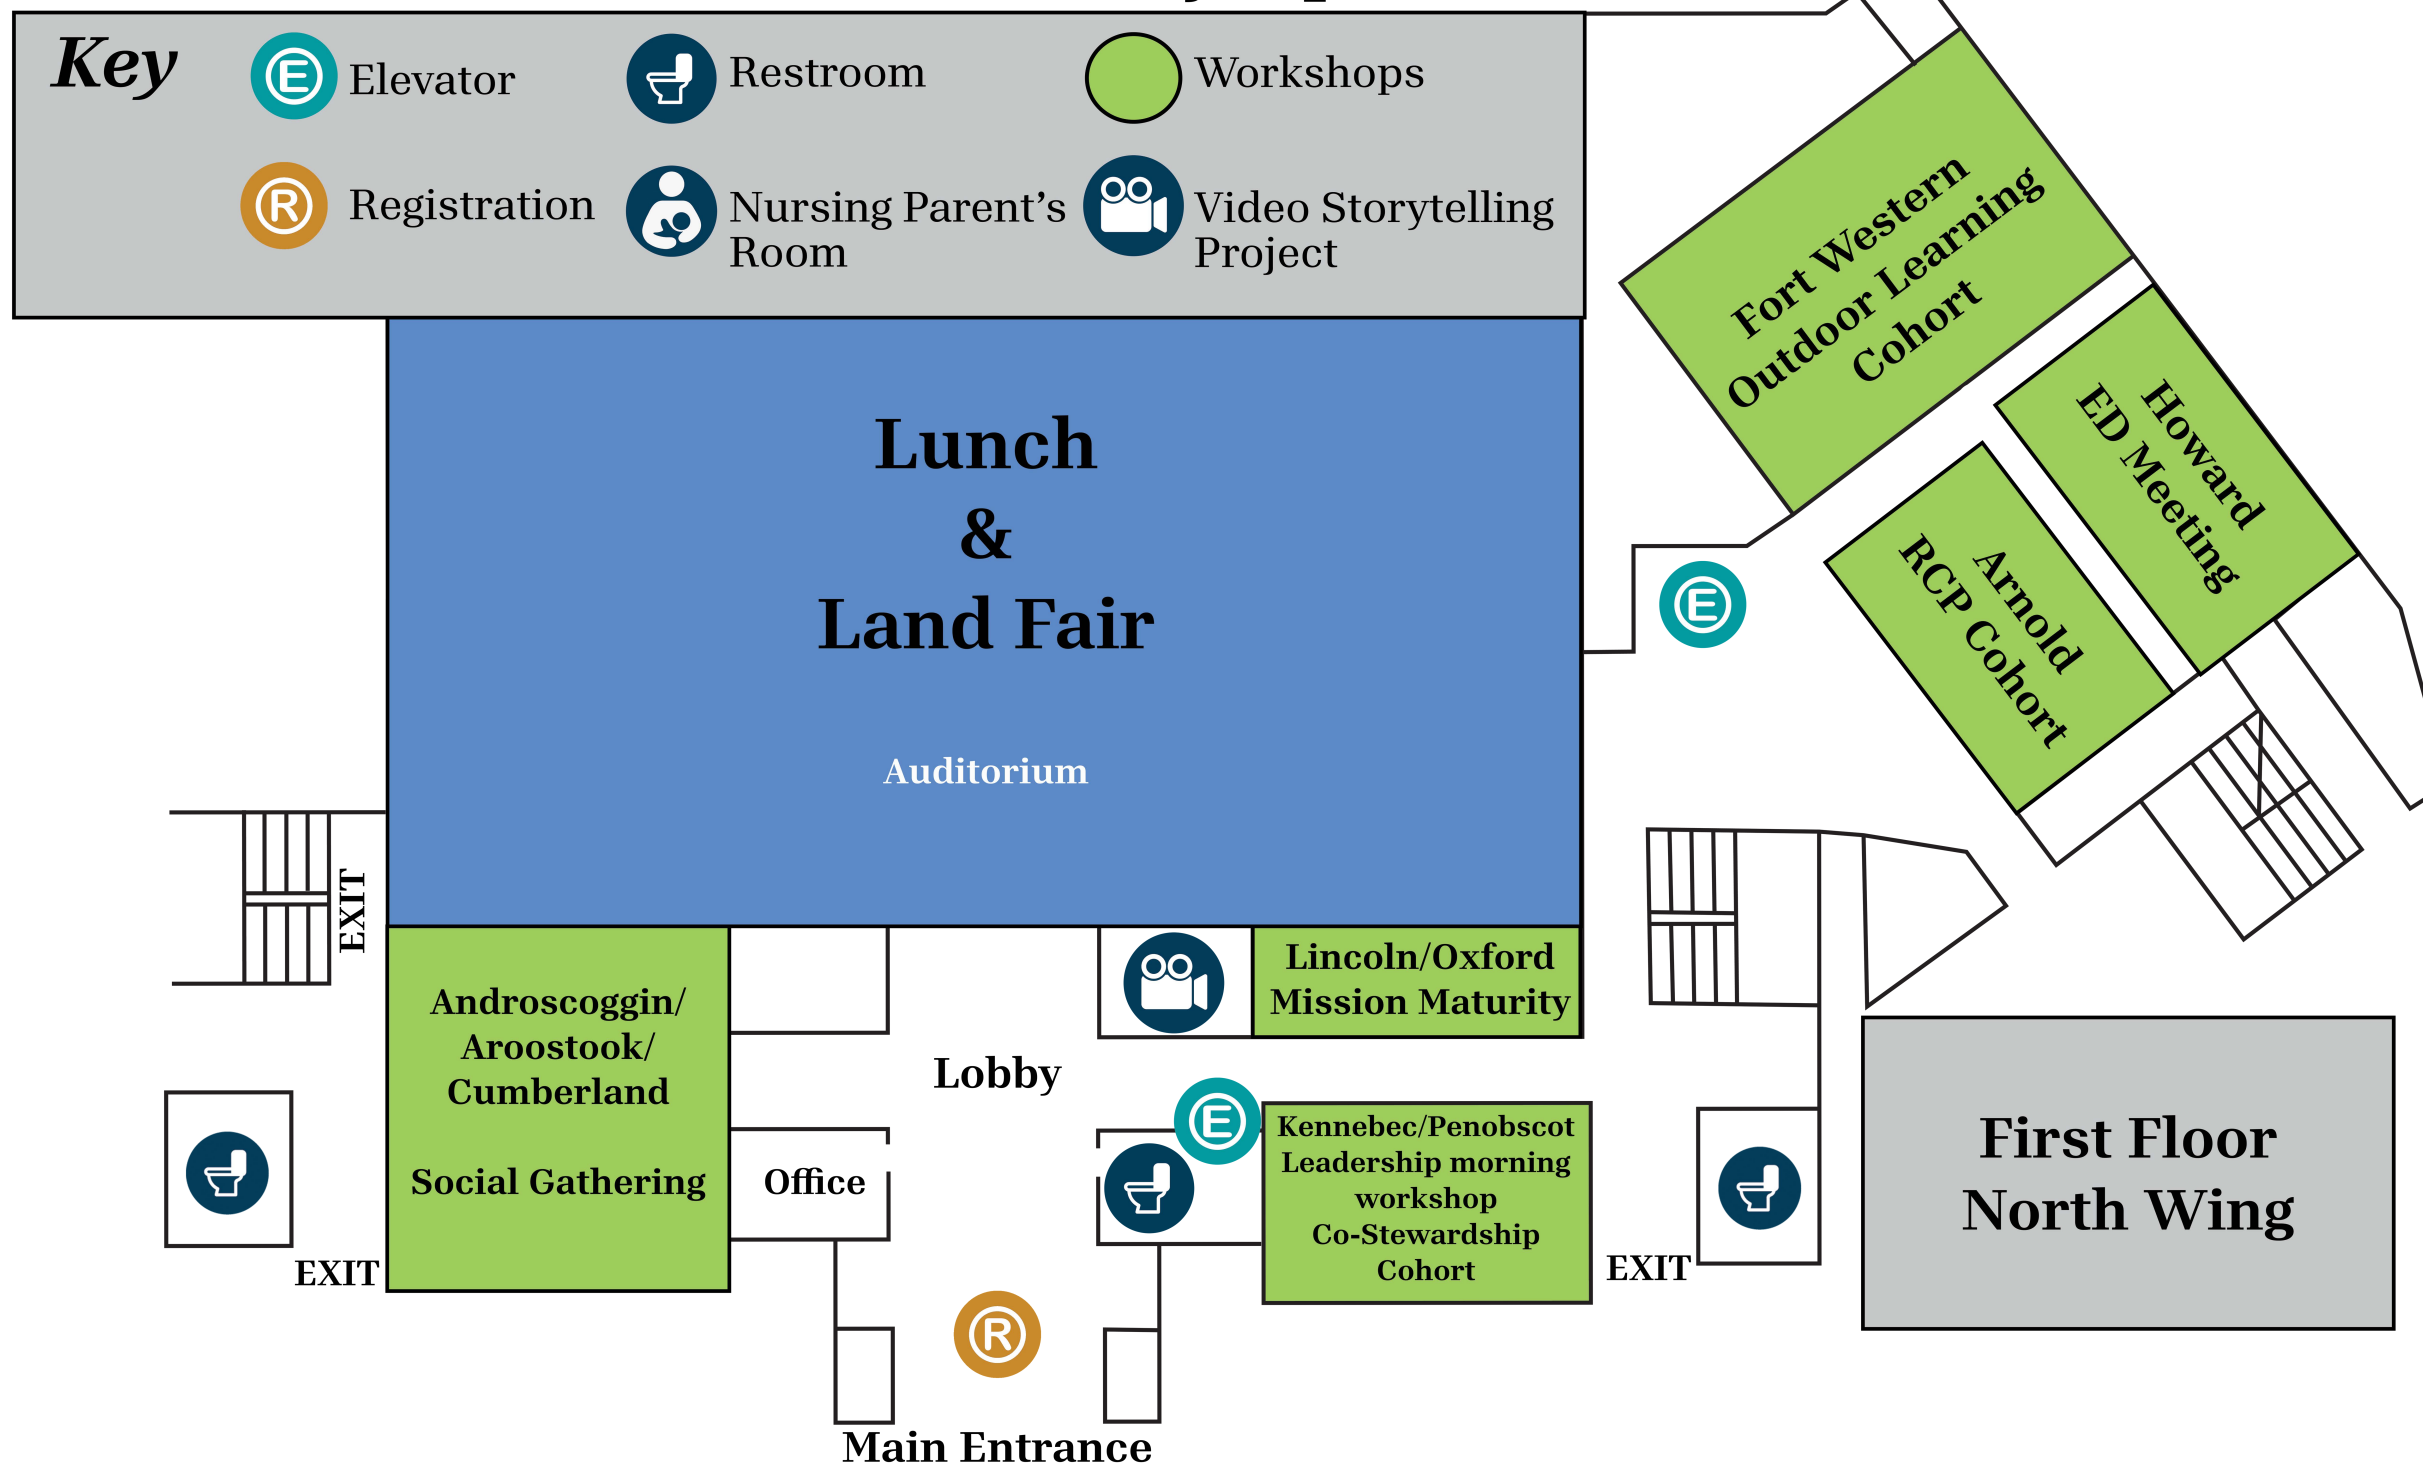 Key
E Elevator
Restroom
Workshops
R Registration
Nursing Parent’s
Room
Video Storytelling
Project
Fort Western
Outdoor Learning
Cohort
Howard
ED Meeting
Arnold
RCP Cohort
Lunch
&
Land Fair
Auditorium
E
EXIT
Androscoggin/
Aroostook/
Cumberland
Social Gathering
Lincoln/Oxford
Mission Maturity
Lobby
Office
E
Kennebec/Penobscot
Leadership morning
workshop
Co-Stewardship
Cohort
EXIT
EXIT
First Floor
North Wing
R
Main Entrance